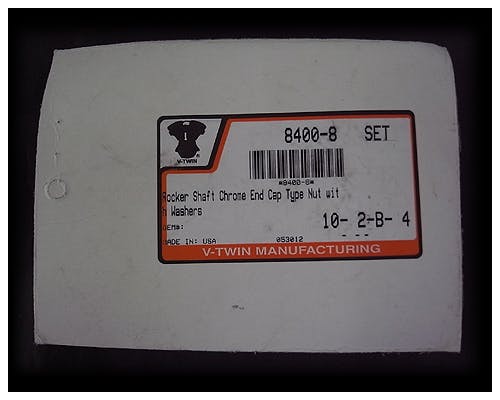 8400-8 SET
1
V-TWIN
*8400-8*
Rocker Shaft Chrome End Cap Type Nut wit
h Washers
OEM#:
10- 2-B- 4
MADE IN: USA 053012
V-TWIN MANUFACTURING